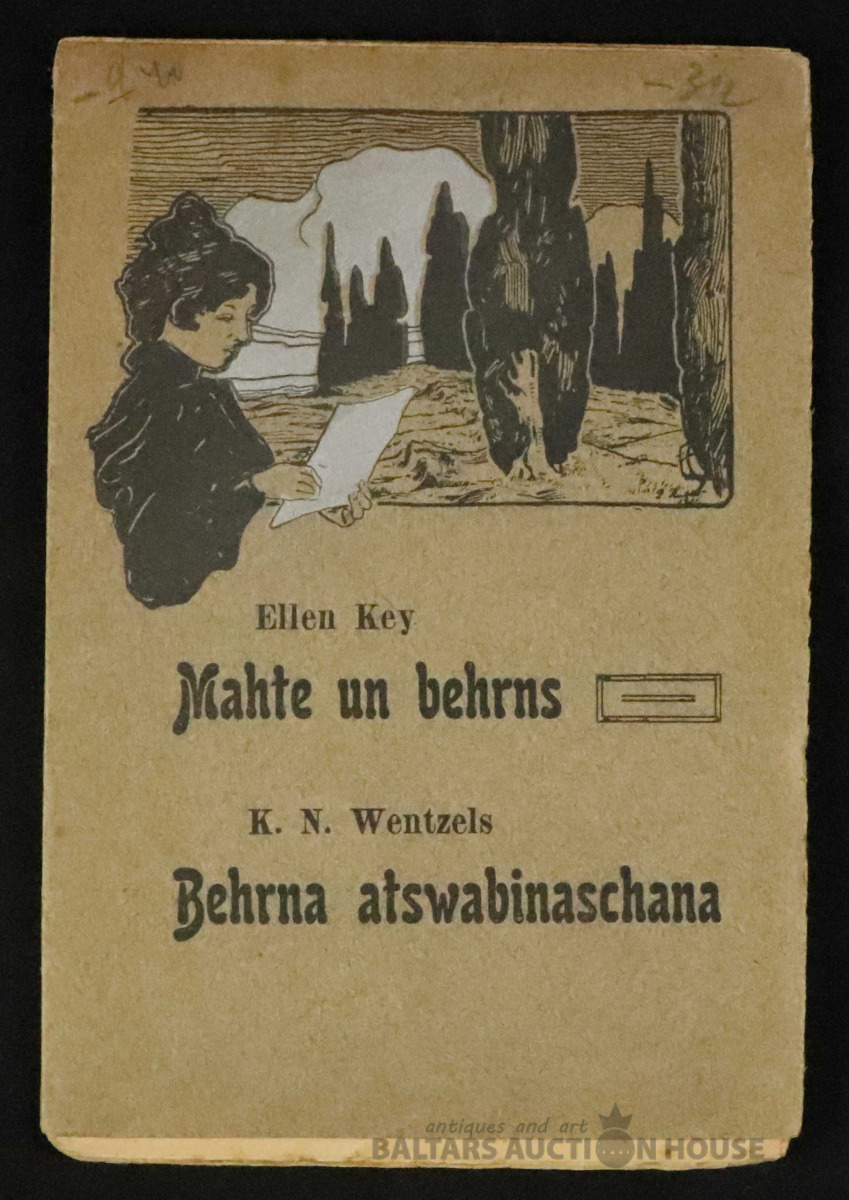 Ellen Key
Mahte un behrns
K. N. Wentzels
Behrna atswabinaschana
antiques and art
BALTARS AUCTION HOUSE